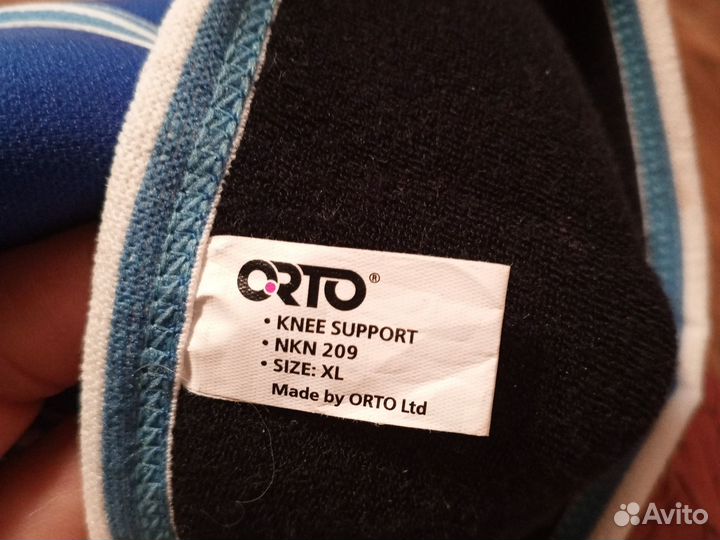 ORTO®
• KNEE SUPPORT
• NKN 209
• SIZE: XL
Made by ORTO Ltd
Avito